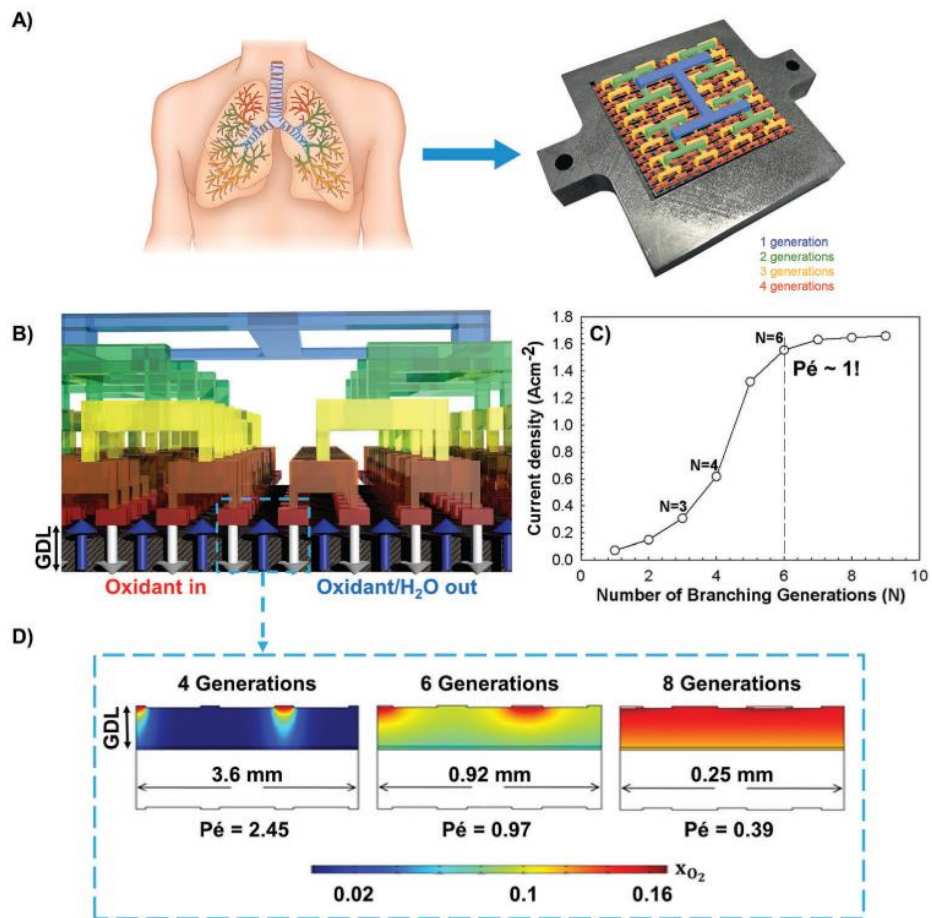 A)
1 generation
2 generations
3 generations
4 generations
B)
GDL
Oxidant in
Oxidant/H₂O out
C)
Current density (Acm⁻²)
1.8
1.6
1.4
1.2
1.0
0.8
0.6
0.4
0.2
0.0
N=6
Pé ~ 1!
N=4
N=3
0 2 4 6 8 10
Number of Branching Generations (N)
D)
4 Generations 6 Generations 8 Generations
GDL
3.6 mm 0.92 mm 0.25 mm
Pé = 2.45 Pé = 0.97 Pé = 0.39
x_O₂
0.02 0.1 0.16